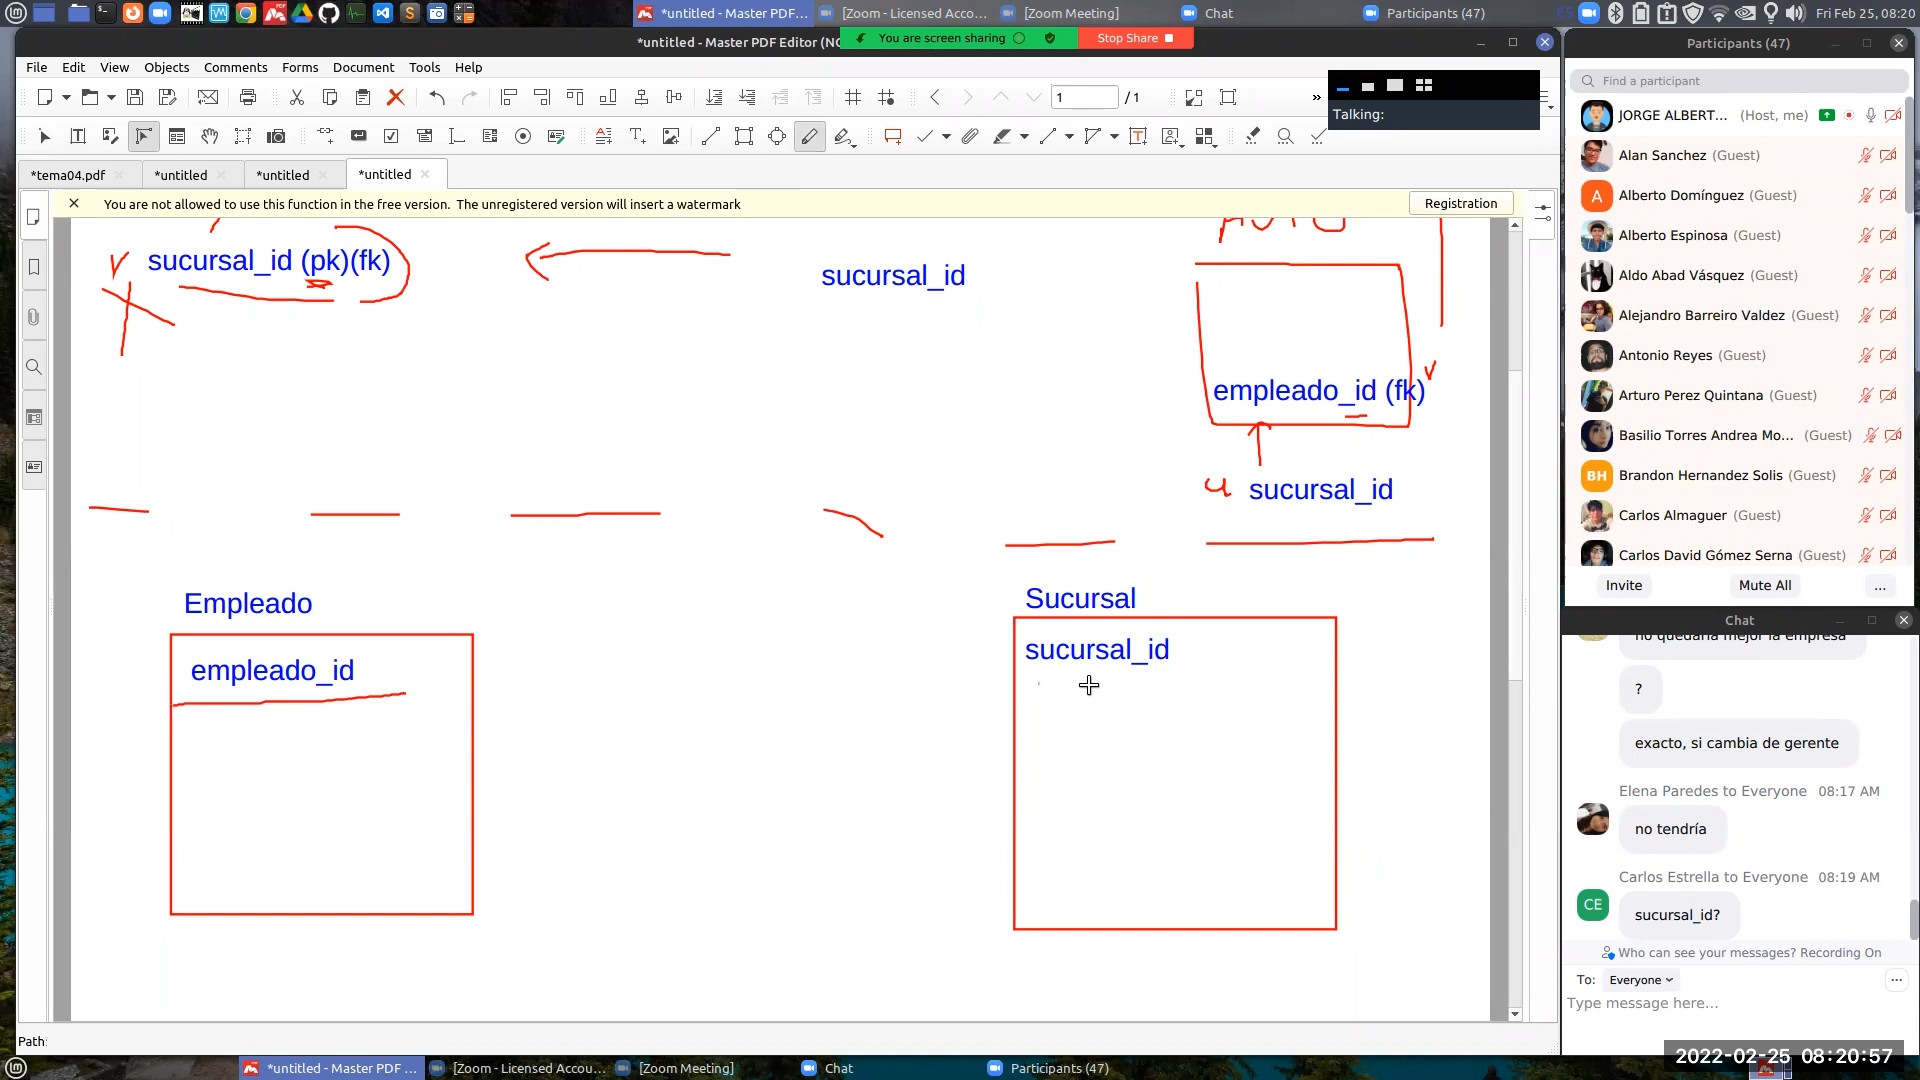 *untitled - Master PDF...
[Zoom - Licensed Acco...
[Zoom Meeting]
Chat
Participants (47)
Fri Feb 25, 08:20
*untitled - Master PDF Editor (NO
You are screen sharing
Stop Share
File Edit View Objects Comments Forms Document Tools Help
1 / 1
Talking:
*tema04.pdf
*untitled
*untitled
*untitled
You are not allowed to use this function in the free version. The unregistered version will insert a watermark
Registration
AUTO
sucursal_id (pk)(fk)
sucursal_id
empleado_id (fk)
u sucursal_id
Empleado
empleado_id
Sucursal
sucursal_id
Path:
Participants (47)
Find a participant
JORGE ALBERT... (Host, me)
Alan Sanchez (Guest)
A Alberto Domínguez (Guest)
Alberto Espinosa (Guest)
Aldo Abad Vásquez (Guest)
Alejandro Barreiro Valdez (Guest)
Antonio Reyes (Guest)
Arturo Perez Quintana (Guest)
Basilio Torres Andrea Mo... (Guest)
BH Brandon Hernandez Solis (Guest)
Carlos Almaguer (Guest)
Carlos David Gómez Serna (Guest)
Invite Mute All ...
Chat
no quedaría mejor la empresa
?
exacto, si cambia de gerente
Elena Paredes to Everyone 08:17 AM
no tendría
Carlos Estrella to Everyone 08:19 AM
CE sucursal_id?
Who can see your messages? Recording On
To: Everyone
Type message here...
*untitled - Master PDF ...
[Zoom - Licensed Accou...
[Zoom Meeting]
Chat
Participants (47)
2022-02-25 08:20:57